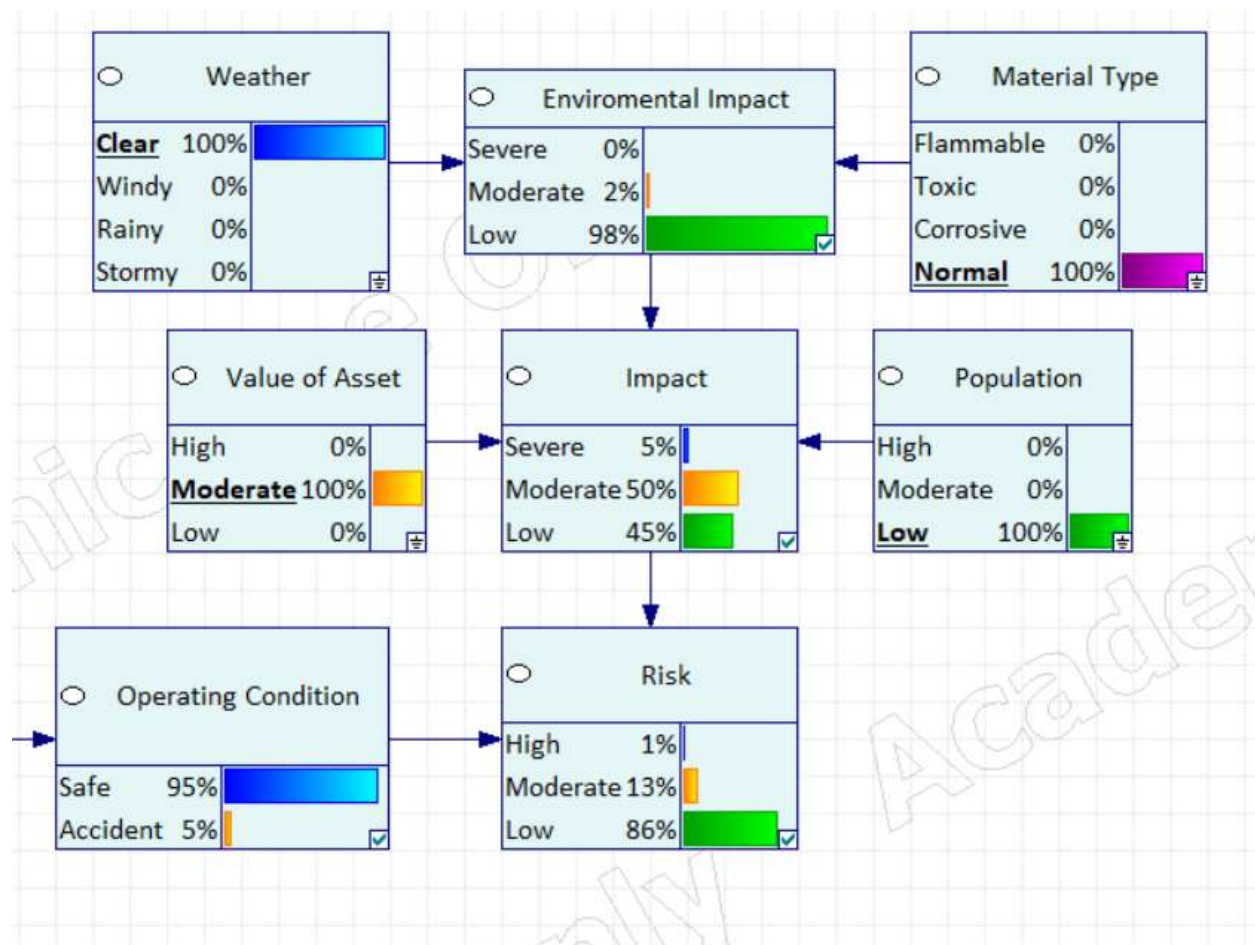 Weather
Clear 100%
Windy 0%
Rainy 0%
Stormy 0%
Enviromental Impact
Severe 0%
Moderate 2%
Low 98%
Material Type
Flammable 0%
Toxic 0%
Corrosive 0%
Normal 100%
Value of Asset
High 0%
Moderate 100%
Low 0%
Impact
Severe 5%
Moderate 50%
Low 45%
Population
High 0%
Moderate 0%
Low 100%
Operating Condition
Safe 95%
Accident 5%
Risk
High 1%
Moderate 13%
Low 86%